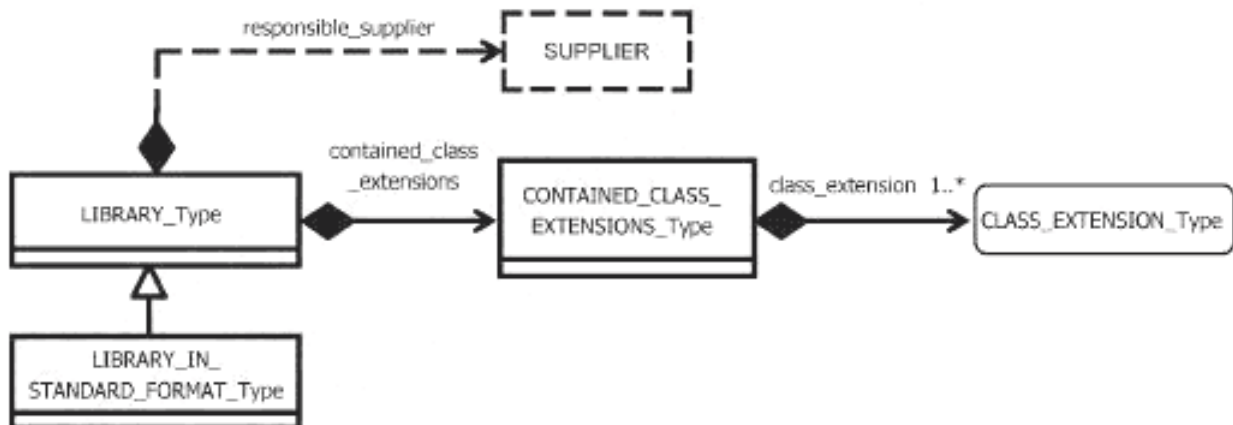 responsible_supplier
SUPPLIER
contained_class
_extensions
LIBRARY_Type
CONTAINED_CLASS_
EXTENSIONS_Type
class_extension 1..*
CLASS_EXTENSION_Type
LIBRARY_IN_
STANDARD_FORMAT_Type